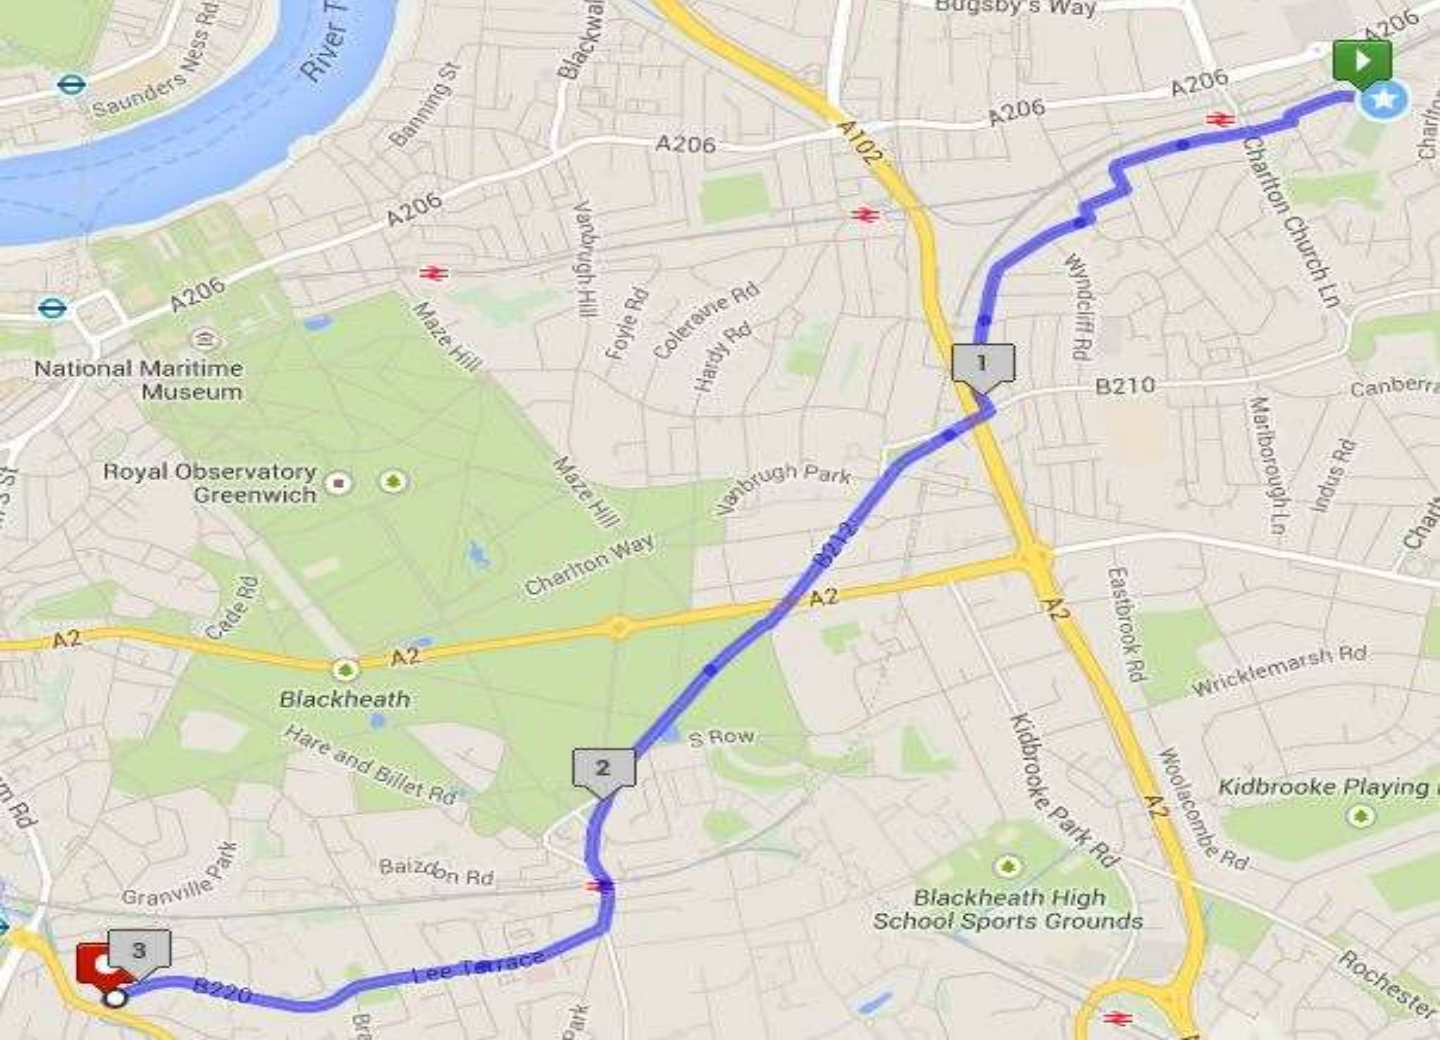 Bugsby's Way
A206
River T
Blackwal
Saunders Ness Rd
Banning St
A206
A206
A206
A102
A206
Charlton
Charlton Church Ln
Vanbrugh Hill
A206
Maze Hill
Foyle Rd
Coleraine Rd
Hardy Rd
Wyndcliff Rd
National Maritime
Museum
1
B210
Canberra
Marlborough Ln
Indus Rd
Royal Observatory
Greenwich
Maze Hill
Vanbrugh Park
Charlton Way
B212
Cade Rd
A2
A2
A2
A2
Eastbrook Rd
Wricklemarsh Rd
Blackheath
S Row
Hare and Billet Rd
2
Kidbrooke Park Rd
Woolacombe Rd
A2
Kidbrooke Playing
Granville Park
Baizdon Rd
Blackheath High
School Sports Grounds
3
B220
Lee Terrace
Rochester
Park